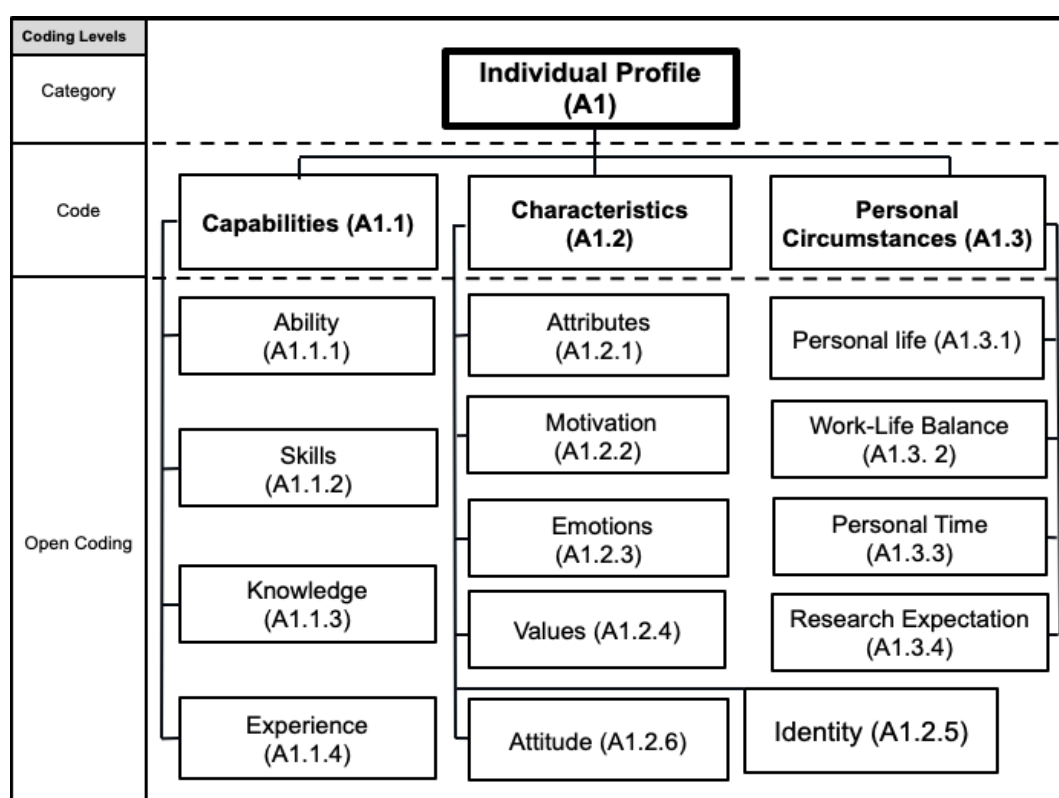 Coding Levels
Category
Individual Profile
(A1)
Code
Capabilities (A1.1)
Characteristics
(A1.2)
Personal
Circumstances (A1.3)
Open Coding
Ability
(A1.1.1)
Skills
(A1.1.2)
Knowledge
(A1.1.3)
Experience
(A1.1.4)
Attributes
(A1.2.1)
Motivation
(A1.2.2)
Emotions
(A1.2.3)
Values (A1.2.4)
Attitude (A1.2.6)
Identity (A1.2.5)
Personal life (A1.3.1)
Work-Life Balance
(A1.3. 2)
Personal Time
(A1.3.3)
Research Expectation
(A1.3.4)